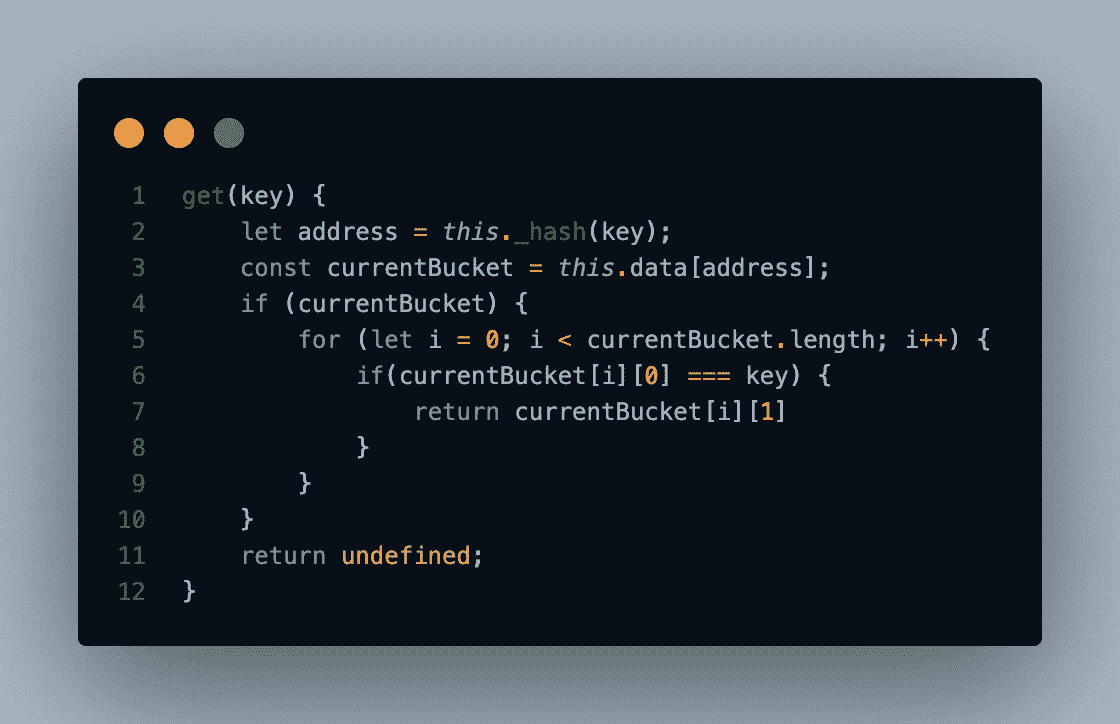 1 get(key) {
2     let address = this._hash(key);
3     const currentBucket = this.data[address];
4     if (currentBucket) {
5         for (let i = 0; i < currentBucket.length; i++) {
6             if(currentBucket[i][0] === key) {
7                 return currentBucket[i][1]
8             }
9         }
10     }
11     return undefined;
12 }